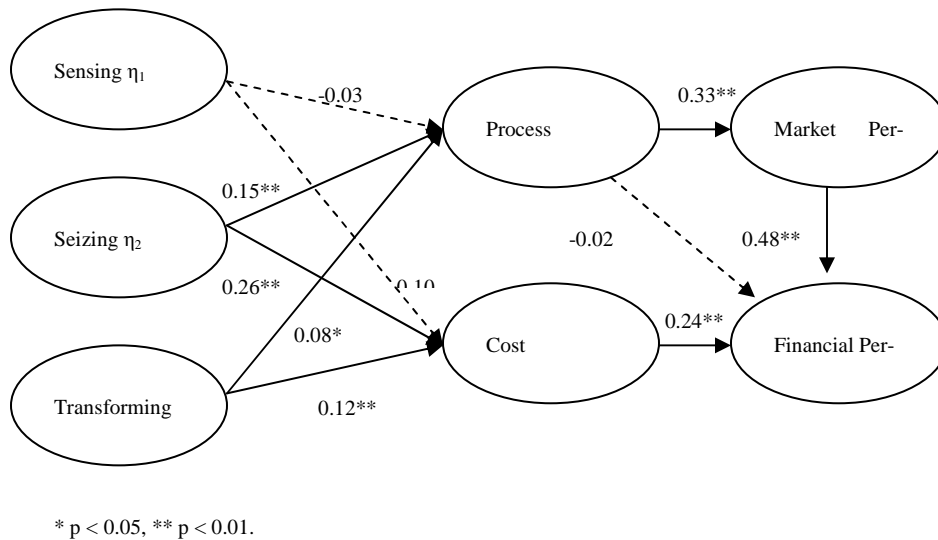 Sensing η1
-0.03
0.33**
Process
Market Per-
0.15**
Seizing η2
-0.02
0.48**
0.26**
0.24**
0.08*
Cost
Financial Per-
Transforming
0.12**
* p < 0.05, ** p < 0.01.